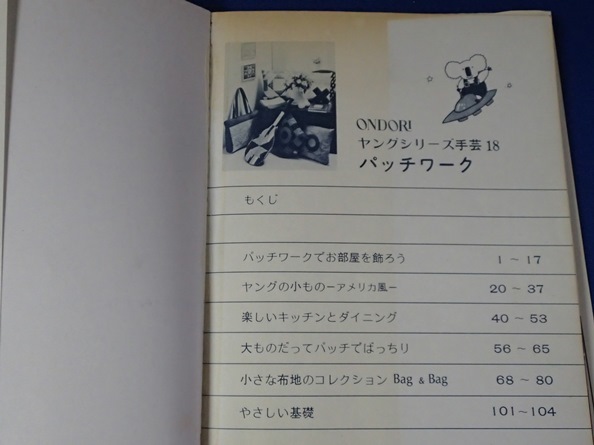 ONDORI
ヤングシリーズ手芸18
パッチワーク
もくじ
パッチワークでお部屋を飾ろう 1～17
ヤングの小もの－アメリカ風－ 20～37
楽しいキッチンとダイニング 40～53
大ものだってパッチでばっちり 56～65
小さな布地のコレクション Bag & Bag 68～80
やさしい基礎 101～104